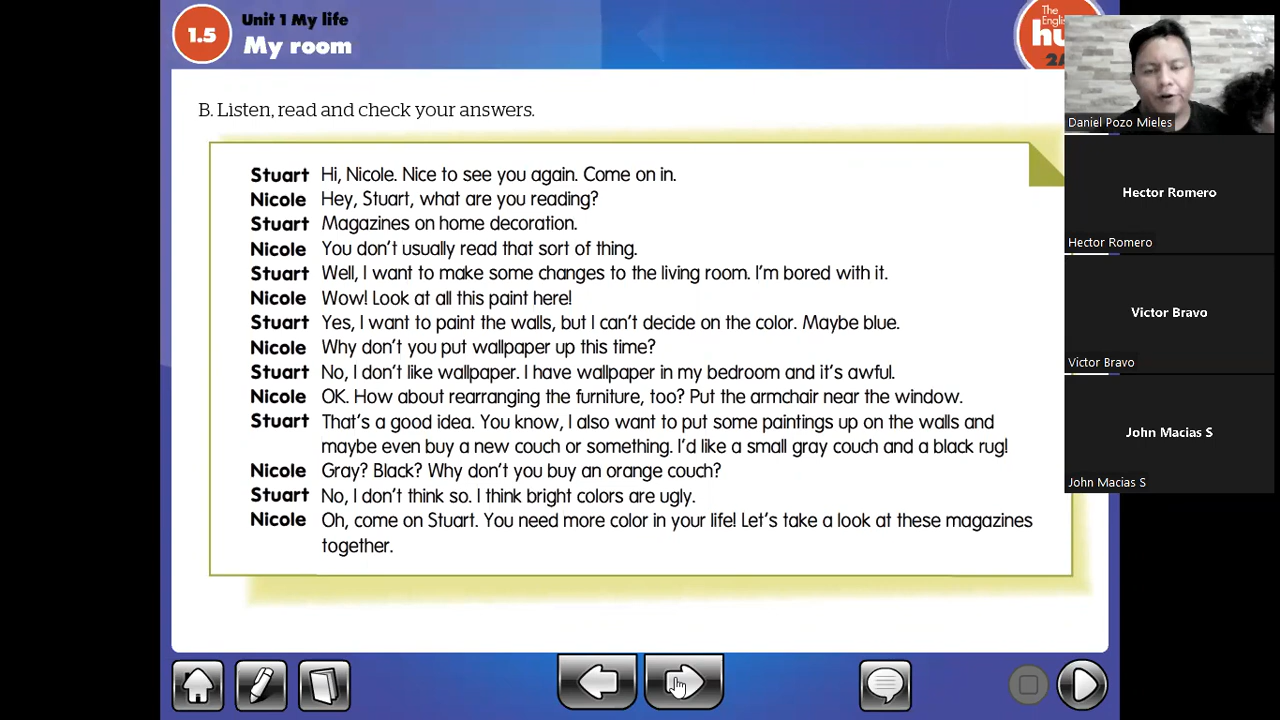 1.5
Unit 1 My life
My room
The
English
hu
B. Listen, read and check your answers.
Stuart Hi, Nicole. Nice to see you again. Come on in.
Nicole Hey, Stuart, what are you reading?
Stuart Magazines on home decoration.
Nicole You don't usually read that sort of thing.
Stuart Well, I want to make some changes to the living room. I'm bored with it.
Nicole Wow! Look at all this paint here!
Stuart Yes, I want to paint the walls, but I can't decide on the color. Maybe blue.
Nicole Why don't you put wallpaper up this time?
Stuart No, I don't like wallpaper. I have wallpaper in my bedroom and it's awful.
Nicole OK. How about rearranging the furniture, too? Put the armchair near the window.
Stuart That's a good idea. You know, I also want to put some paintings up on the walls and
maybe even buy a new couch or something. I'd like a small gray couch and a black rug!
Nicole Gray? Black? Why don't you buy an orange couch?
Stuart No, I don't think so. I think bright colors are ugly.
Nicole Oh, come on Stuart. You need more color in your life! Let's take a look at these magazines
together.
Daniel Pozo Mieles
Hector Romero
Hector Romero
Victor Bravo
Victor Bravo
John Macias S
John Macias S